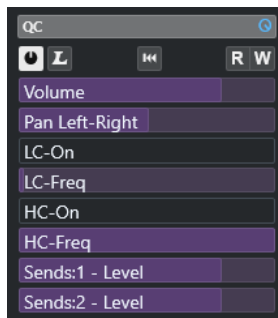 QC
L R W
Volume
Pan Left-Right
LC-On
LC-Freq
HC-On
HC-Freq
Sends:1 - Level
Sends:2 - Level